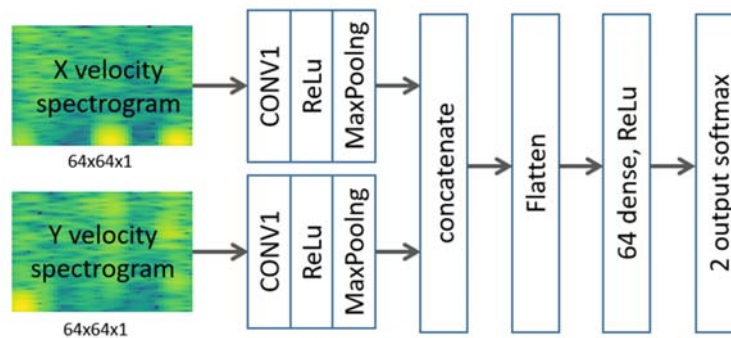 X velocity
spectrogram
64x64x1
CONV1
ReLu
MaxPoolng
Y velocity
spectrogram
64x64x1
CONV1
ReLu
MaxPoolng
concatenate
Flatten
64 dense, ReLu
2 output softmax